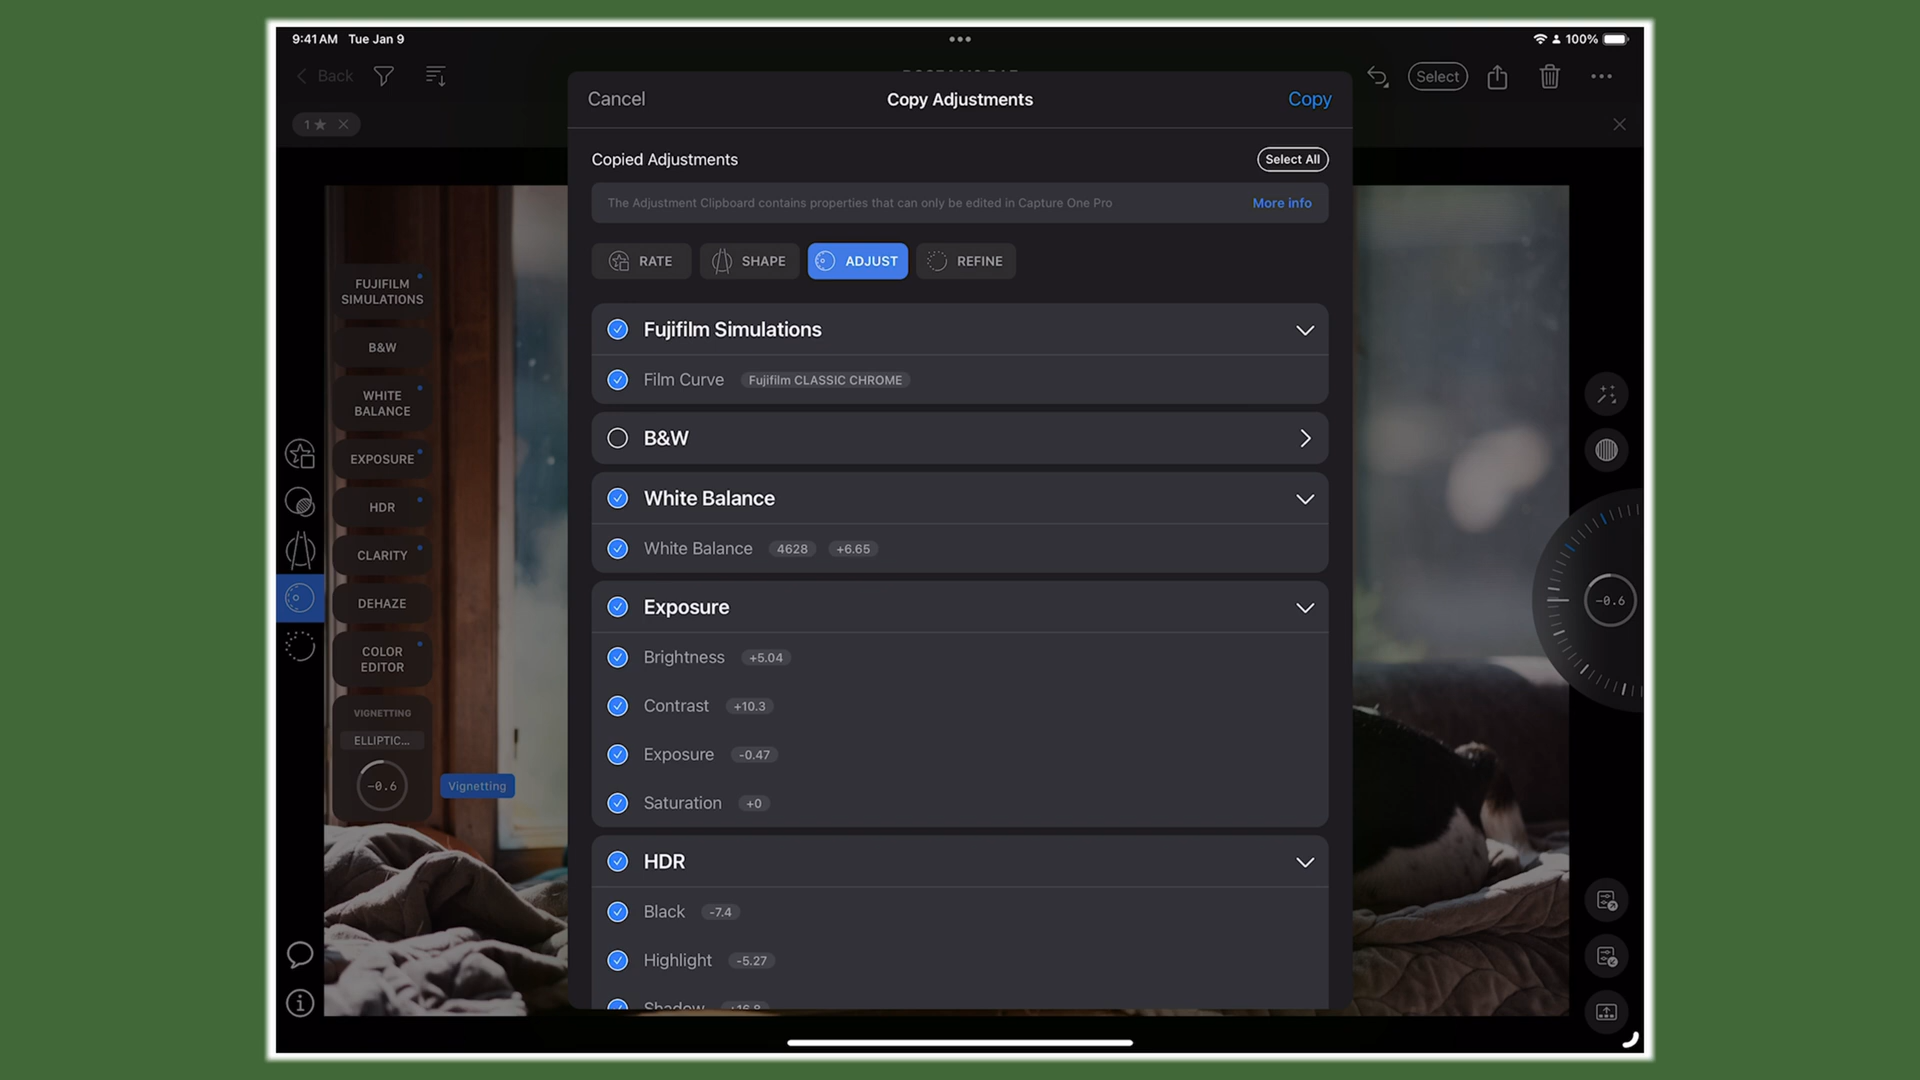 9:41 AM Tue Jan 9
100%
Back
Select
1
Cancel
Copy Adjustments
Copy
Copied Adjustments
Select All
The Adjustment Clipboard contains properties that can only be edited in Capture One Pro
More info
RATE
SHAPE
ADJUST
REFINE
Fujifilm Simulations
Film Curve Fujifilm CLASSIC CHROME
B&W
White Balance
White Balance 4628 +6.65
Exposure
Brightness +5.04
Contrast +10.3
Exposure -0.47
Saturation +0
HDR
Black -7.4
Highlight -5.27
Shadow +16.8
FUJIFILM
SIMULATIONS
B&W
WHITE
BALANCE
EXPOSURE
HDR
CLARITY
DEHAZE
COLOR
EDITOR
VIGNETTING
ELLIPTIC...
-0.6
Vignetting
-0.6